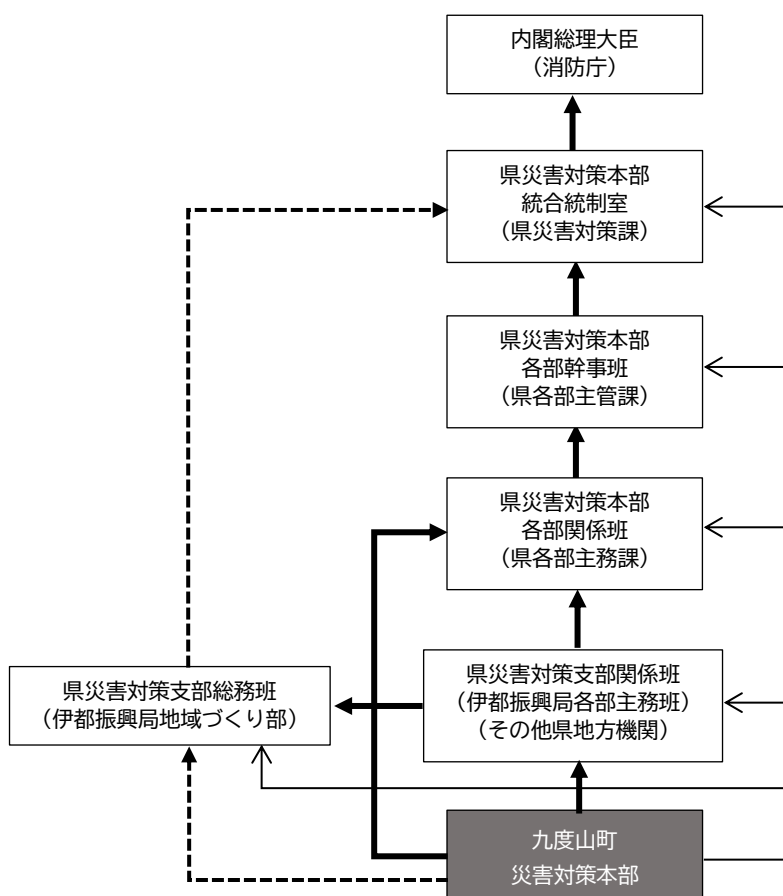 内閣総理大臣
（消防庁）
県災害対策本部
統合統制室
（県災害対策課）
県災害対策本部
各部幹事班
（県各部主管課）
県災害対策本部
各部関係班
（県各部主務課）
県災害対策支部総務班
（伊都振興局地域づくり部）
県災害対策支部関係班
（伊都振興局各部主務班）
（その他県地方機関）
九度山町
災害対策本部